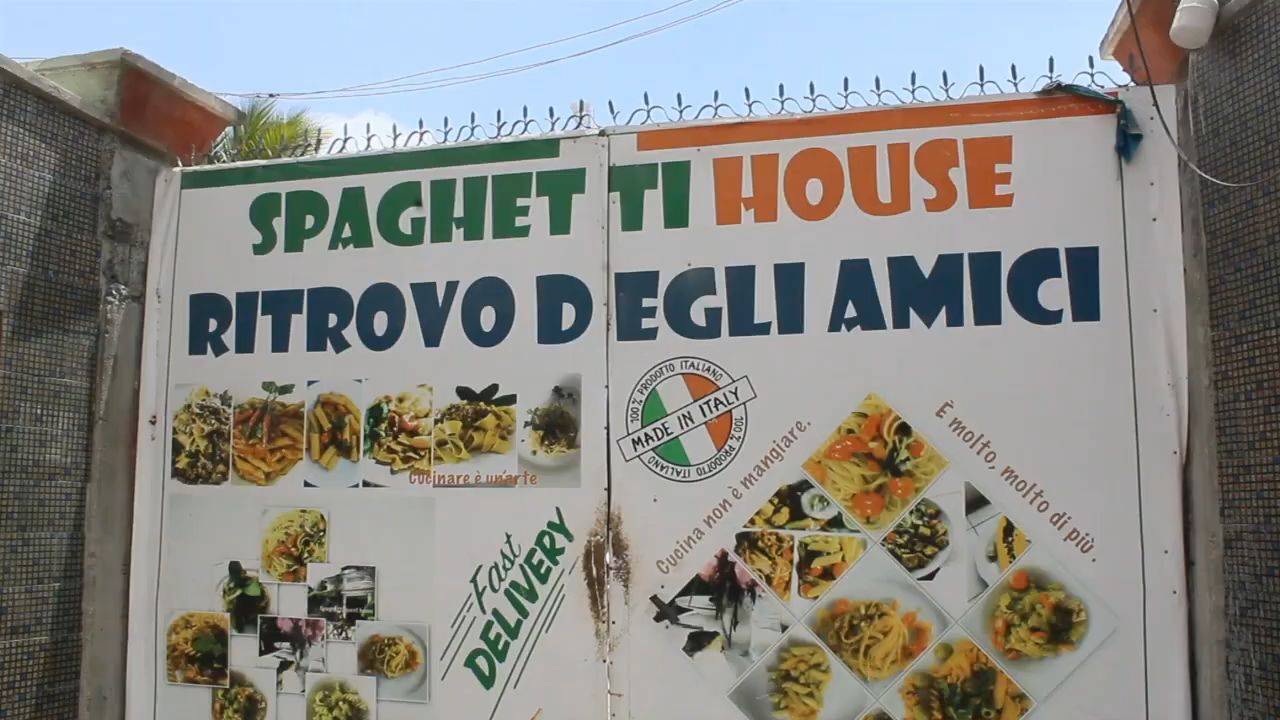 SPAGHETTI HOUSE
RITROVO DEGLI AMICI
100% PRODOTTO ITALIANO
MADE IN ITALY
100% PRODOTTO ITALIANO
Cucinare è un'arte
Cucina non è mangiare.
È molto, molto di più.
Fast
DELIVERY